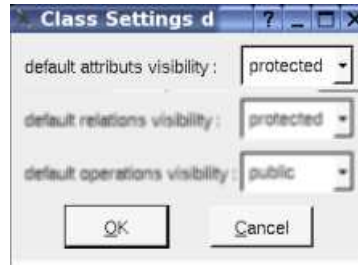 Class Settings d
default attributs visibility : protected
default relations visibility : protected
default operations visibility : public
OK Cancel